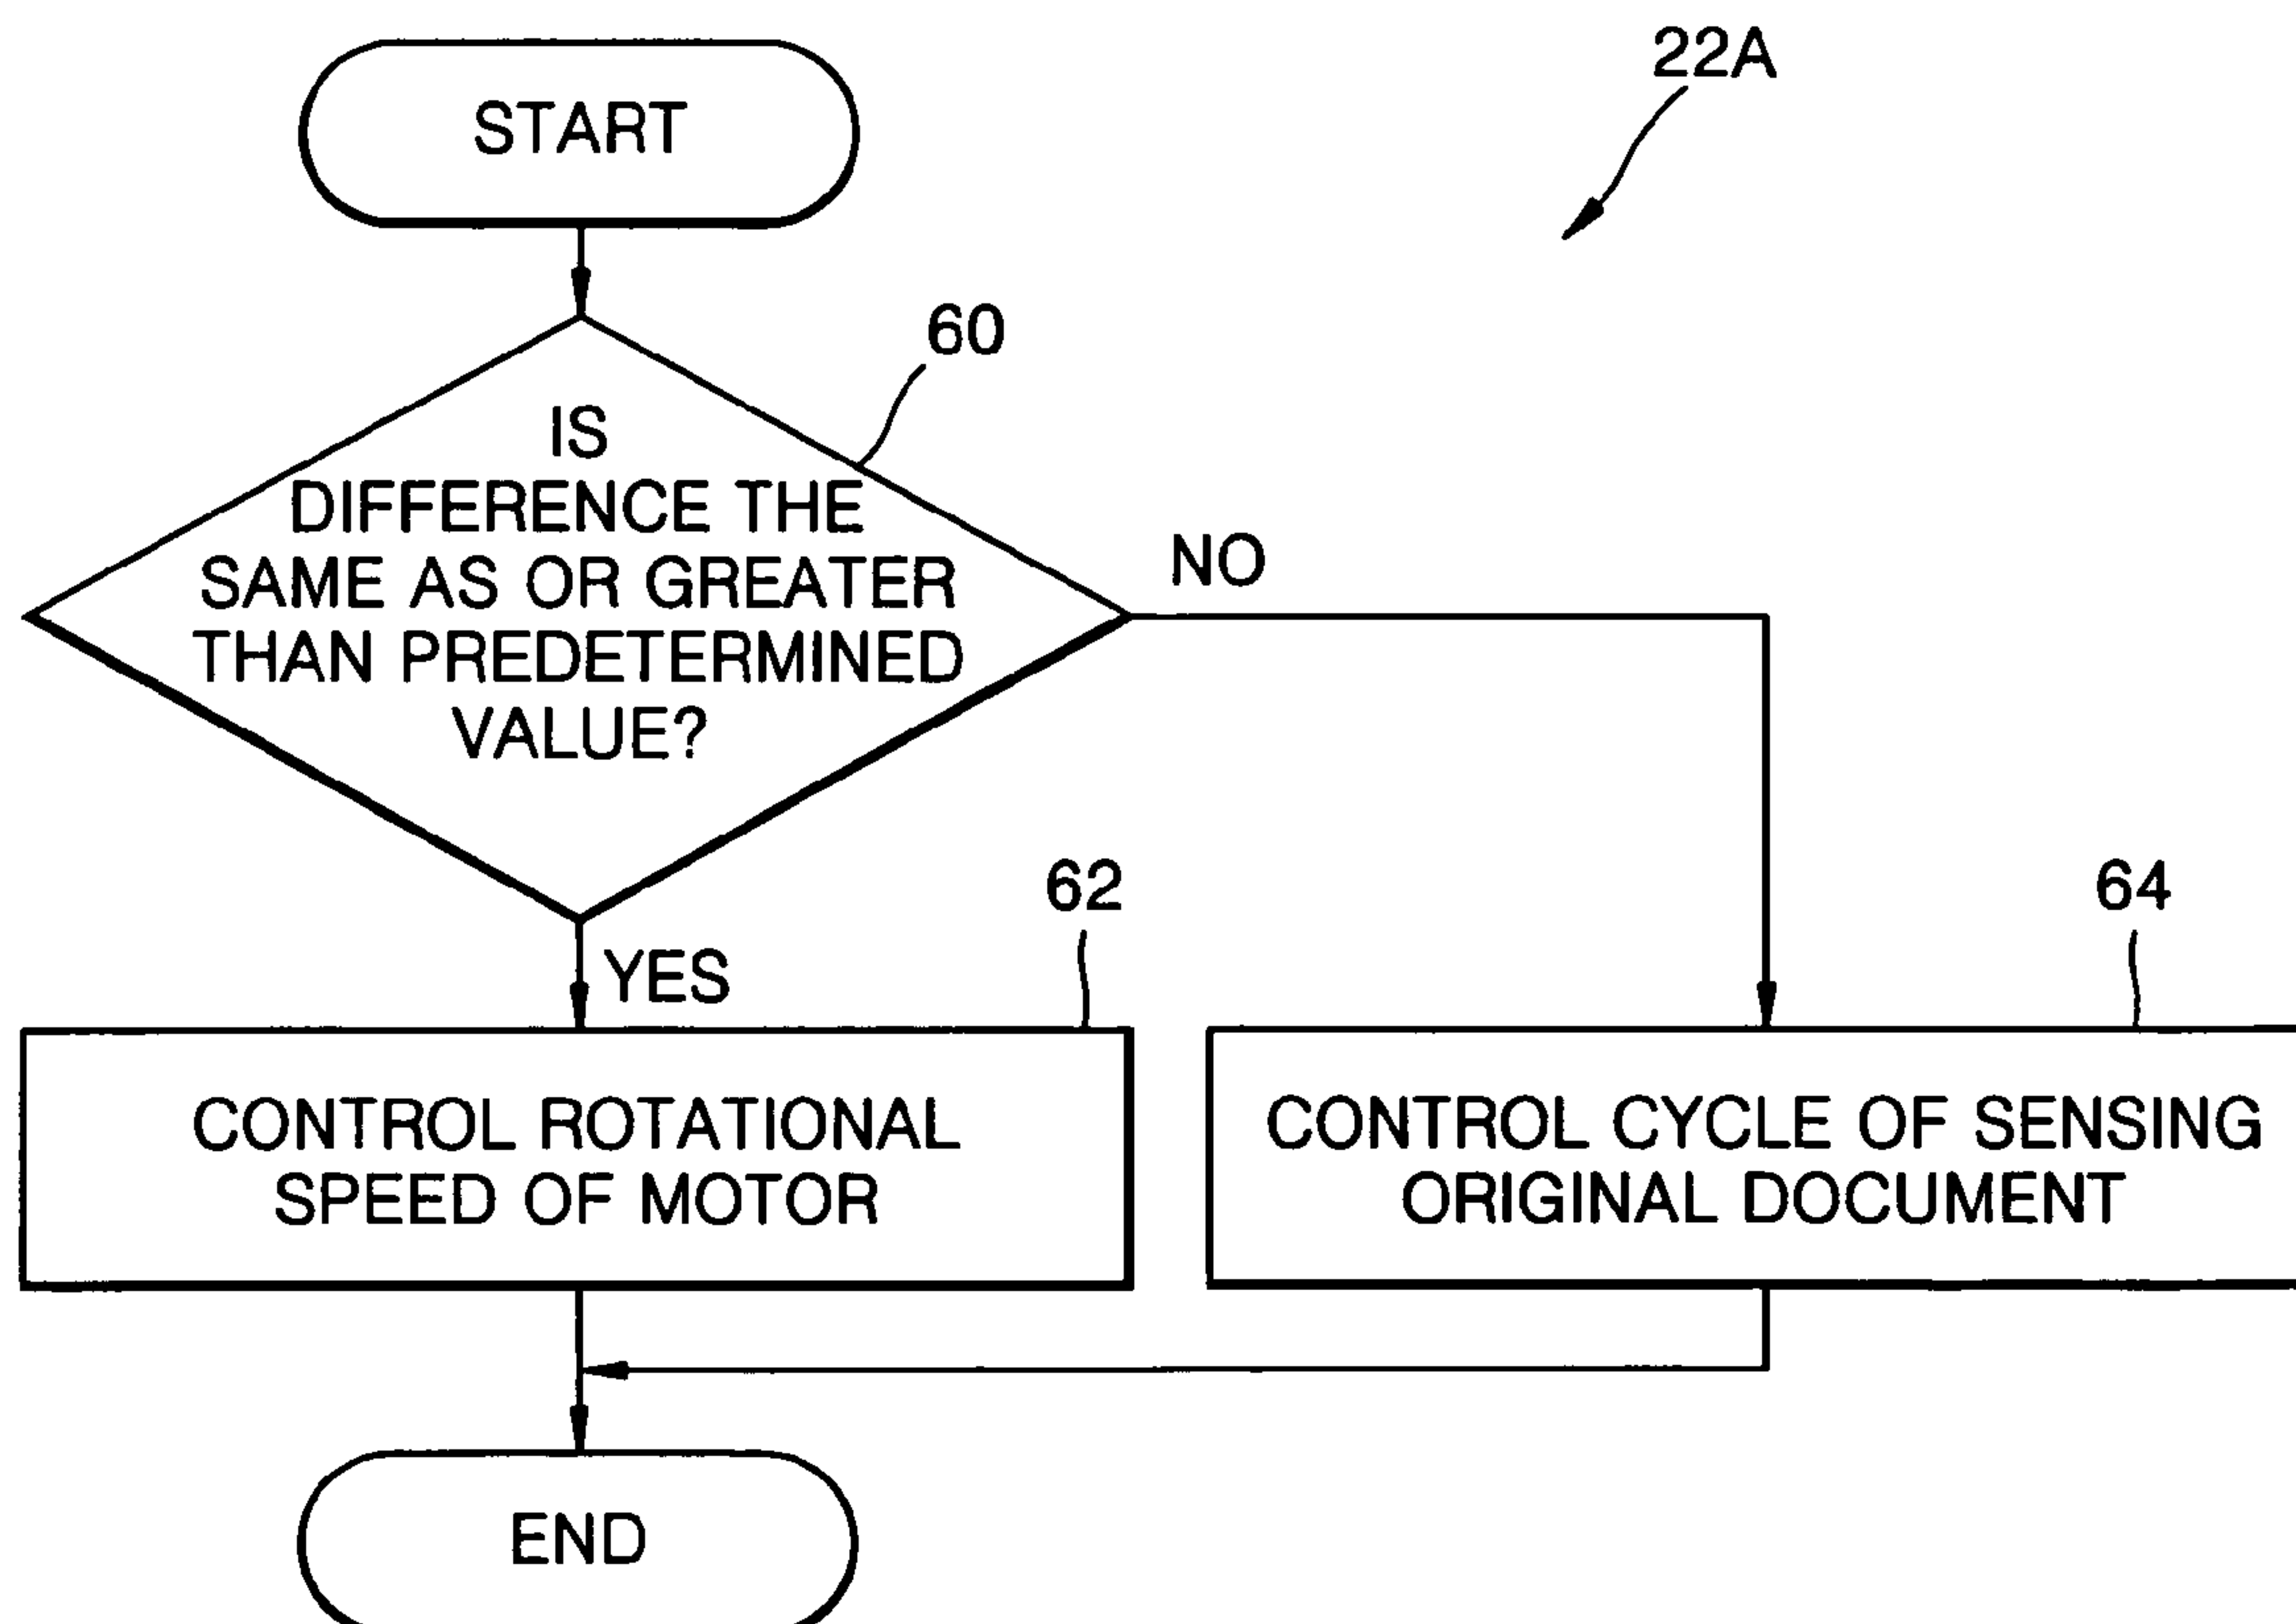 22A
START
60
IS
DIFFERENCE THE
SAME AS OR GREATER
THAN PREDETERMINED
VALUE?
NO
YES
62
64
CONTROL ROTATIONAL
SPEED OF MOTOR
CONTROL CYCLE OF SENSING
ORIGINAL DOCUMENT
END